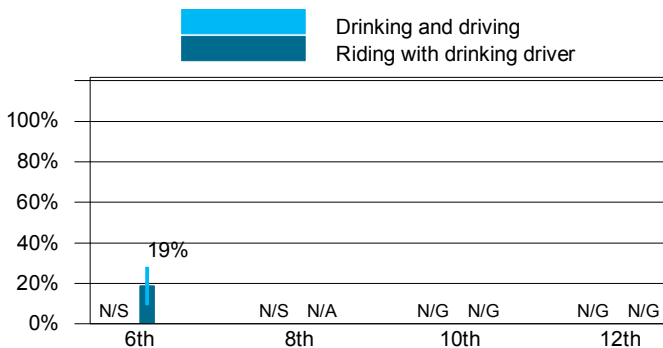 Drinking and driving
Riding with drinking driver
100%
80%
60%
40%
19%
20%
N/S N/S N/A N/G N/G N/G N/G
0%
6th 8th 10th 12th